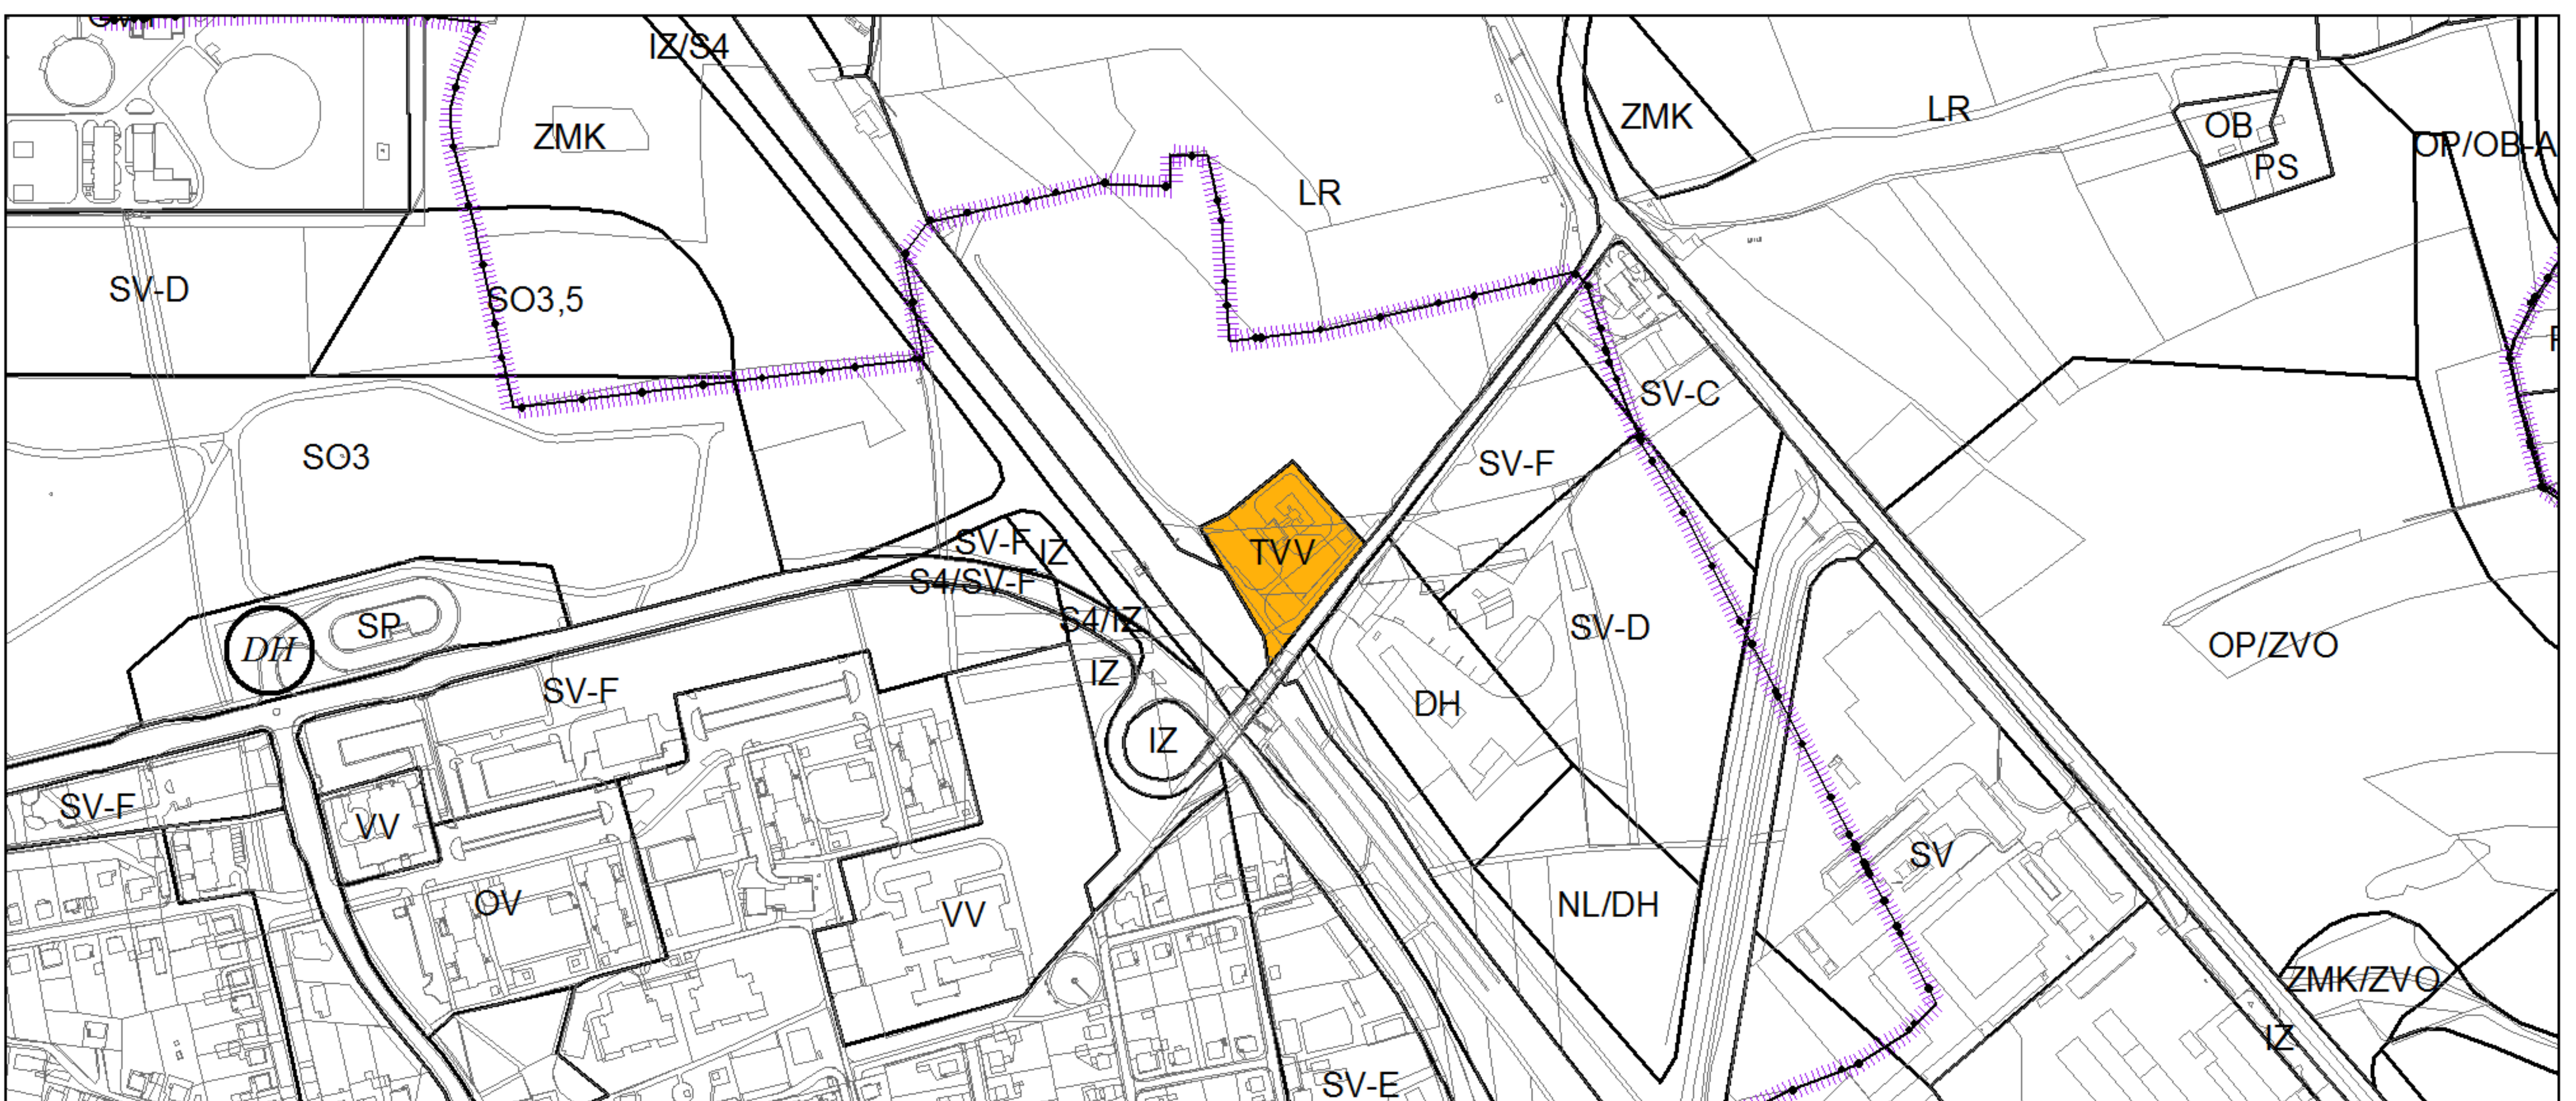 IZ/S4
ZMK
ZMK
LR
OB
OP/OB-A
PS
LR
SV-D
SO3,5
SV-C
SO3
SV-F
SV-F
IZ
TVV
S4/SV-F
S4/IZ
SP
DH
SV-D
OP/ZVO
IZ
SV-F
DH
IZ
SV-F
VV
SV
OV
VV
NL/DH
ZMK/ZVO
IZ
SV-E